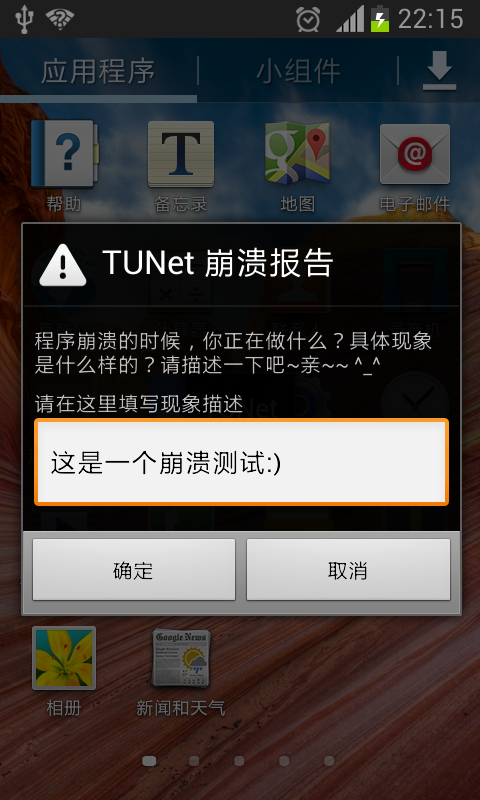 22:15
应用程序
小组件
帮助
备忘录
地图
电子邮件
TUNet 崩溃报告
程序崩溃的时候，你正在做什么？具体现象
是什么样的？请描述一下吧~亲~~ ^_^
请在这里填写现象描述
这是一个崩溃测试:)
确定
取消
Google News
相册
新闻和天气